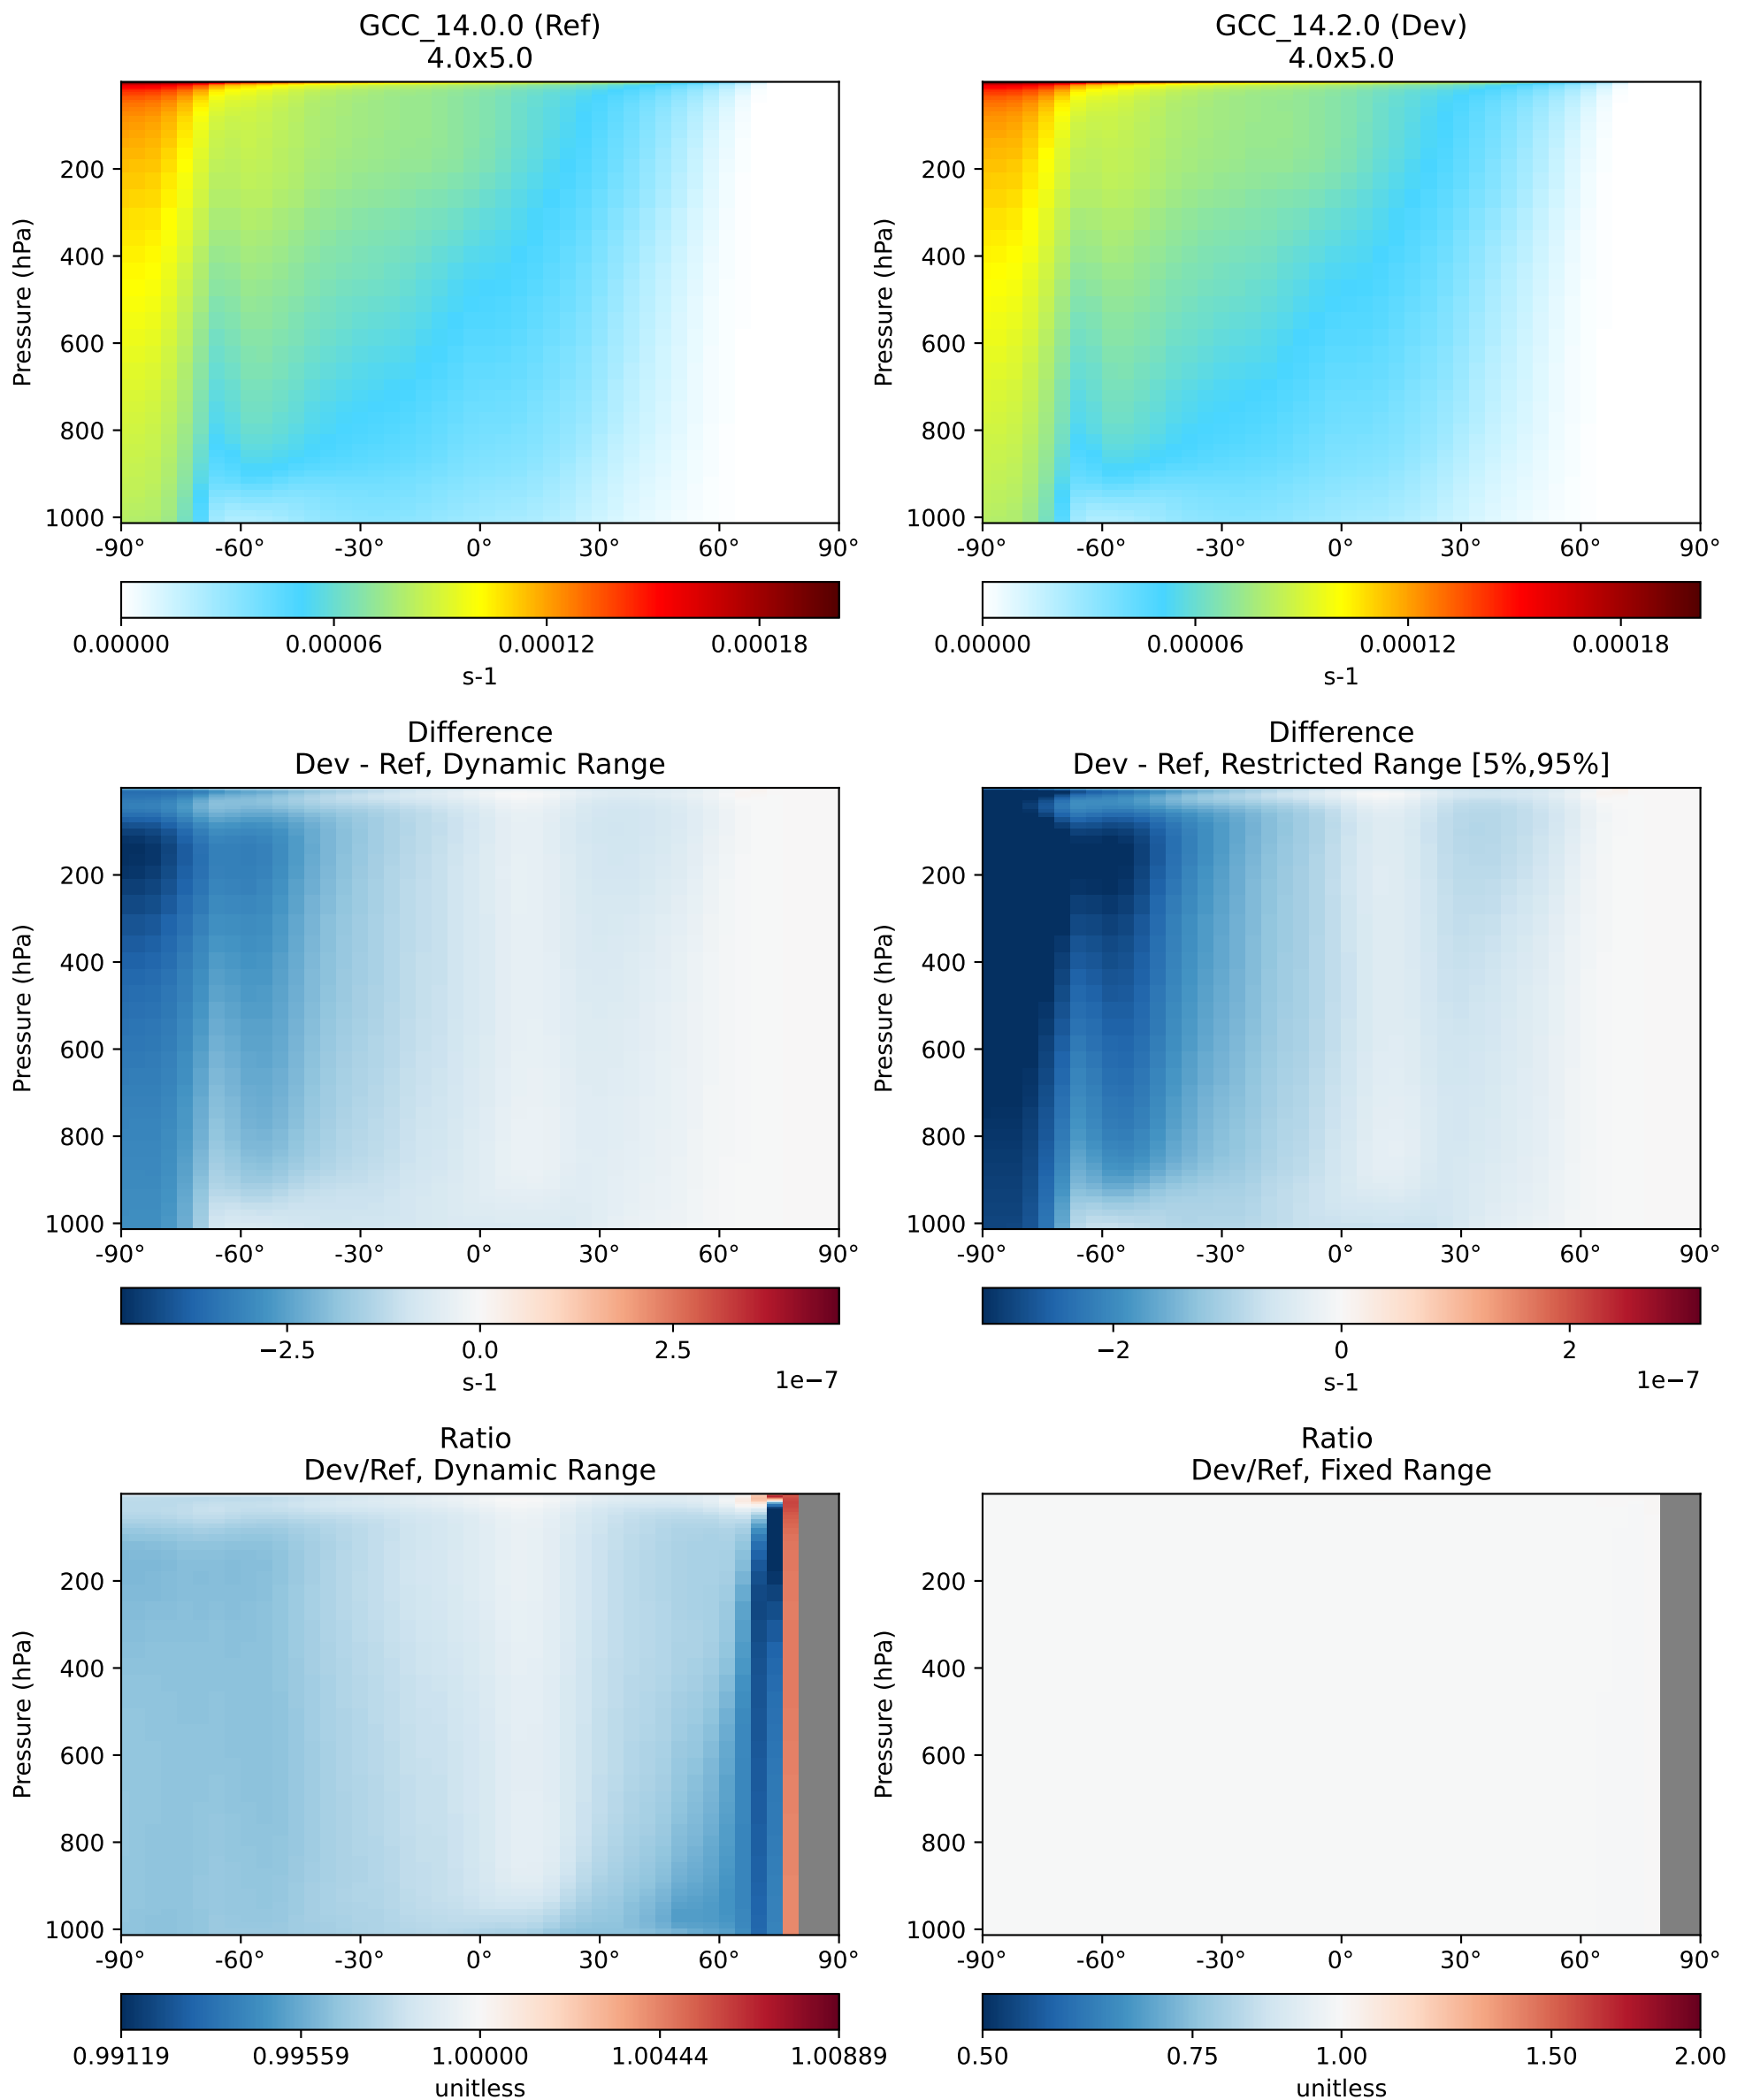 GCC_14.0.0 (Ref)
4.0x5.0
Pressure (hPa)
200
400
600
800
1000
-90° -60° -30° 0° 30° 60° 90°
0.00000 0.00006 0.00012 0.00018
s-1
GCC_14.2.0 (Dev)
4.0x5.0
Pressure (hPa)
200
400
600
800
1000
-90° -60° -30° 0° 30° 60° 90°
0.00000 0.00006 0.00012 0.00018
s-1
Difference
Dev - Ref, Dynamic Range
Pressure (hPa)
200
400
600
800
1000
-90° -60° -30° 0° 30° 60° 90°
−2.5 0.0 2.5
s-1 1e−7
Difference
Dev - Ref, Restricted Range [5%,95%]
Pressure (hPa)
200
400
600
800
1000
-90° -60° -30° 0° 30° 60° 90°
−2 0 2
s-1 1e−7
Ratio
Dev/Ref, Dynamic Range
Pressure (hPa)
200
400
600
800
1000
-90° -60° -30° 0° 30° 60° 90°
0.99119 0.99559 1.00000 1.00444 1.00889
unitless
Ratio
Dev/Ref, Fixed Range
Pressure (hPa)
200
400
600
800
1000
-90° -60° -30° 0° 30° 60° 90°
0.50 0.75 1.00 1.50 2.00
unitless